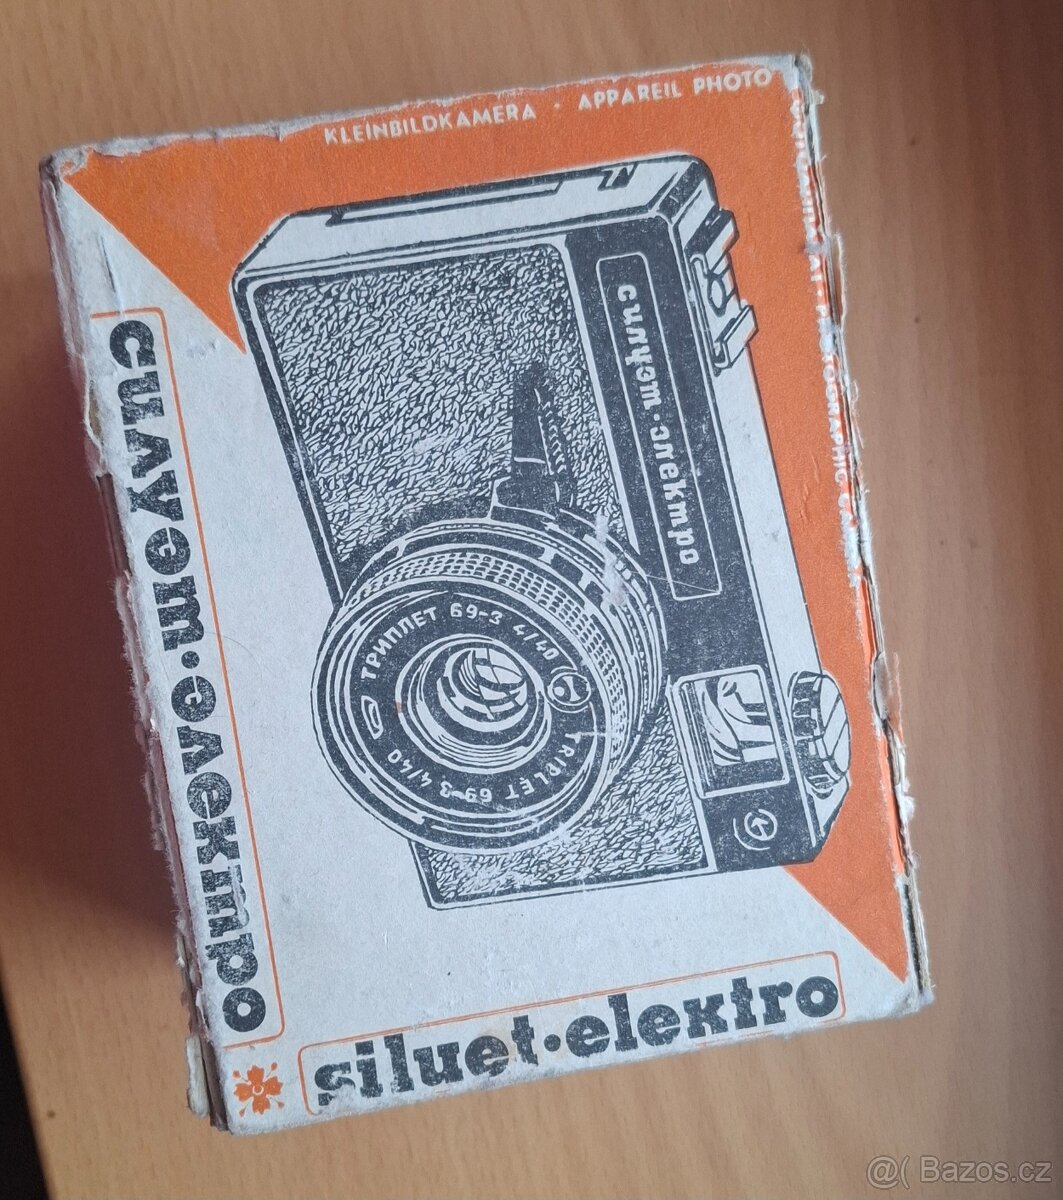 KLEINBILDKAMERA · APPAREIL PHOTO
силуэт·электро
силуэт·электро
ТРИПЛЕТ 69-3 4/40
TRIPLET 69-3 4/40
siluet·elektro
@( Bazos.cz